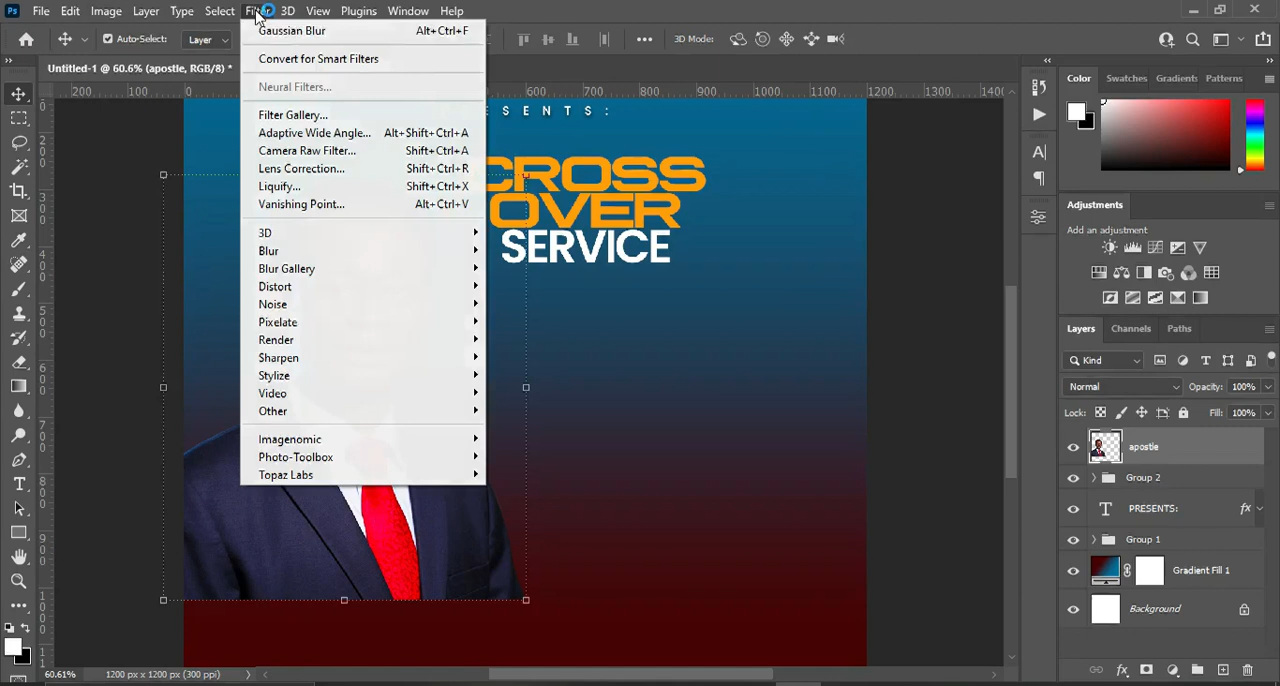 Ps File Edit Image Layer Type Select Filter 3D View Plugins Window Help
Auto-Select: Layer 3D Mode:
Untitled-1 @ 60.6% (apostle, RGB/8) *
Gaussian Blur Alt+Ctrl+F
Convert for Smart Filters
Neural Filters...
Filter Gallery...
Adaptive Wide Angle... Alt+Shift+Ctrl+A
Camera Raw Filter... Shift+Ctrl+A
Lens Correction... Shift+Ctrl+R
Liquify... Shift+Ctrl+X
Vanishing Point... Alt+Ctrl+V
3D
Blur
Blur Gallery
Distort
Noise
Pixelate
Render
Sharpen
Stylize
Video
Other
Imagenomic
Photo-Toolbox
Topaz Labs
200 0 600 700 800 900 1000 1100 1200 1300 1400
ESENTS:
CROSS
OVER
SERVICE
Color Swatches Gradients Patterns
Adjustments
Add an adjustment
Layers Channels Paths
Kind
Normal Opacity: 100%
Lock: Fill: 100%
apostle
Group 2
PRESENTS: fx
Group 1
Gradient Fill 1
Background
60.61% 1200 px x 1200 px (300 ppi)